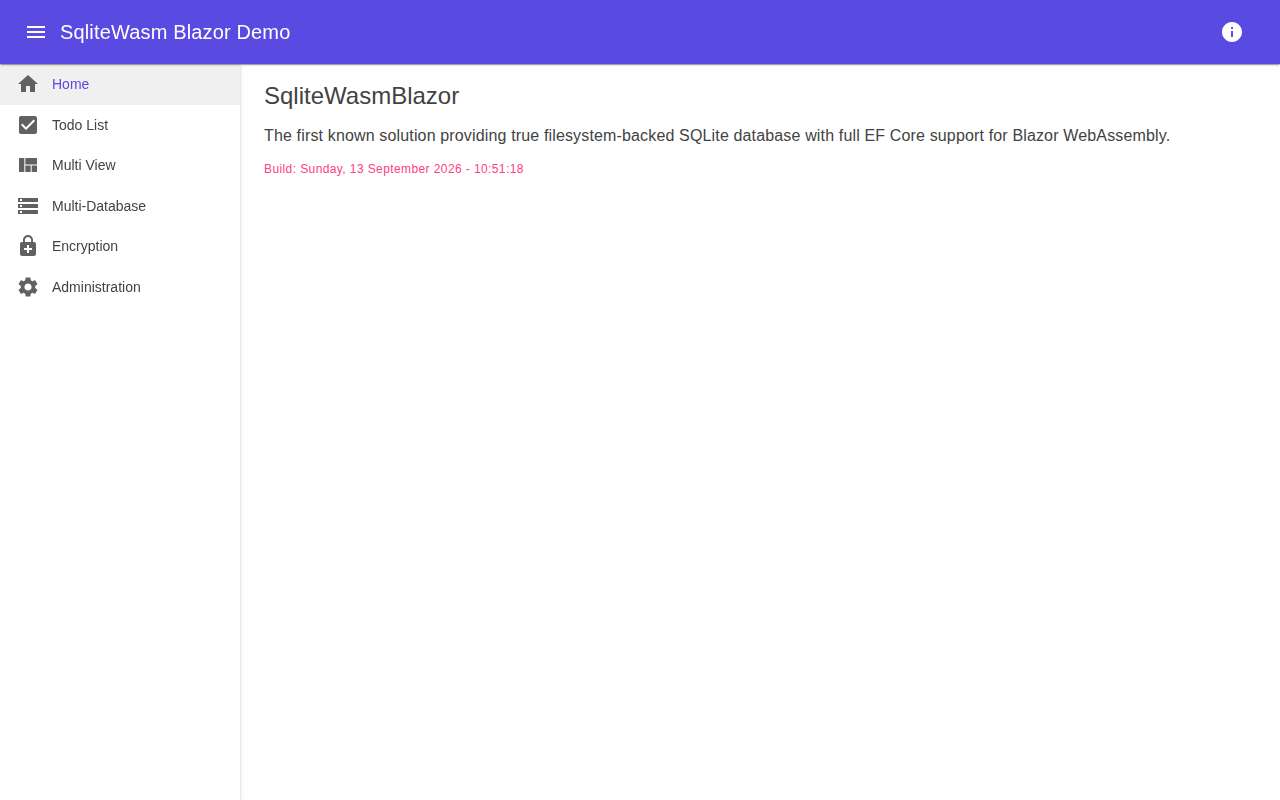 SqliteWasm Blazor Demo
Home
Todo List
Multi View
Multi-Database
Encryption
Administration
SqliteWasmBlazor
The first known solution providing true filesystem-backed SQLite database with full EF Core support for Blazor WebAssembly.
Build: Sunday, 13 September 2026 - 10:51:18